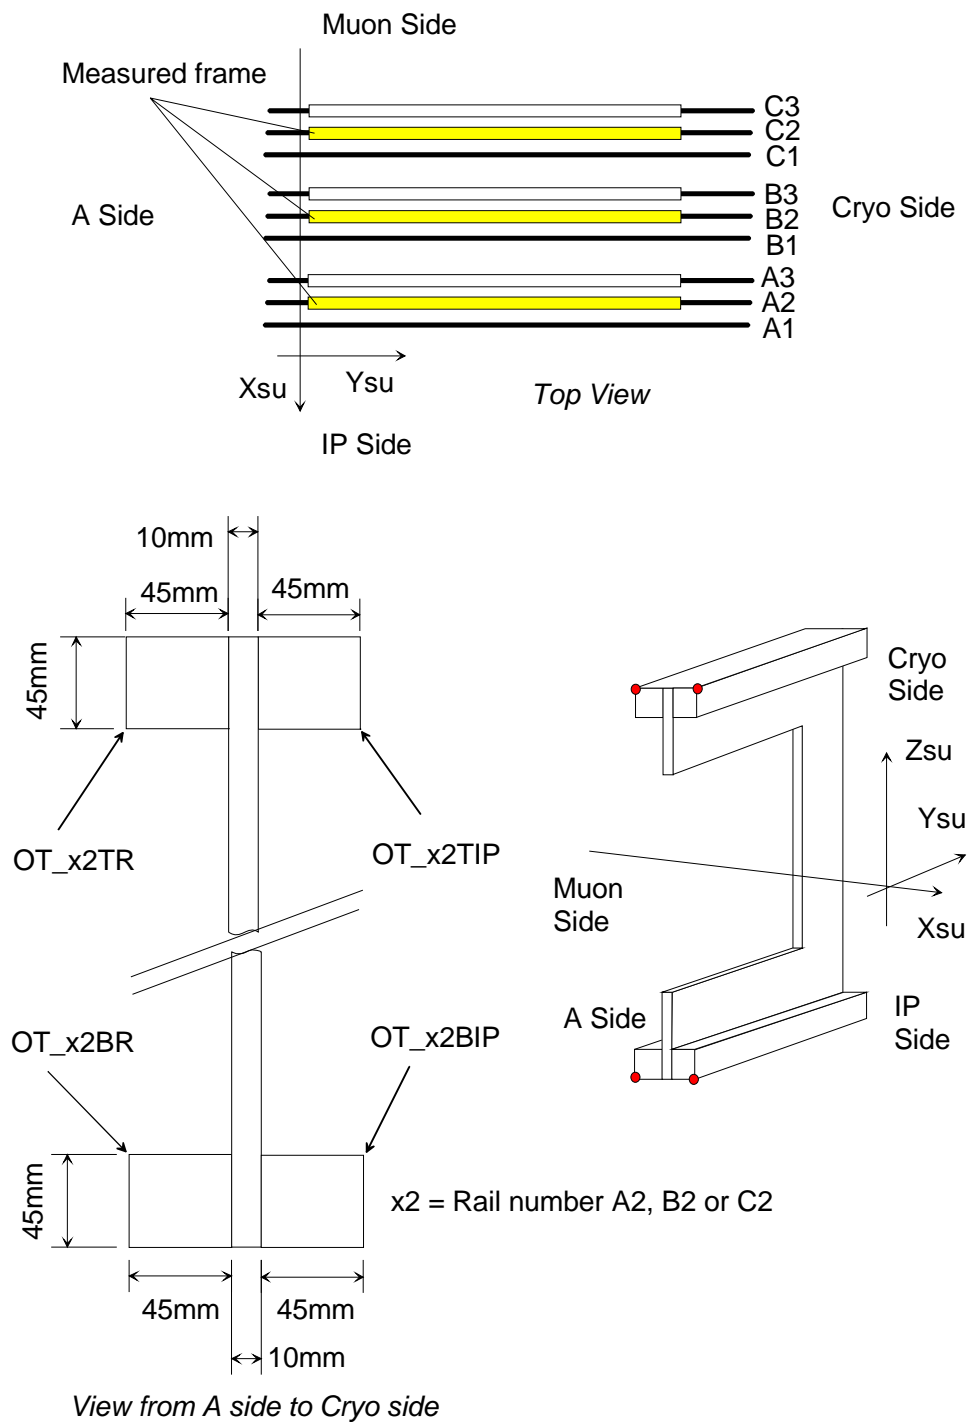 Muon Side
Measured frame
C3
C2
C1
A Side
B3
B2
B1
Cryo Side
A3
A2
A1
Xsu
Ysu
Top View
IP Side
10mm
45mm
45mm
45mm
OT_x2TR
OT_x2TIP
Cryo
Side
Zsu
Ysu
Muon
Side
Xsu
A Side
IP
Side
OT_x2BR
OT_x2BIP
45mm
x2 = Rail number A2, B2 or C2
45mm
45mm
10mm
View from A side to Cryo side